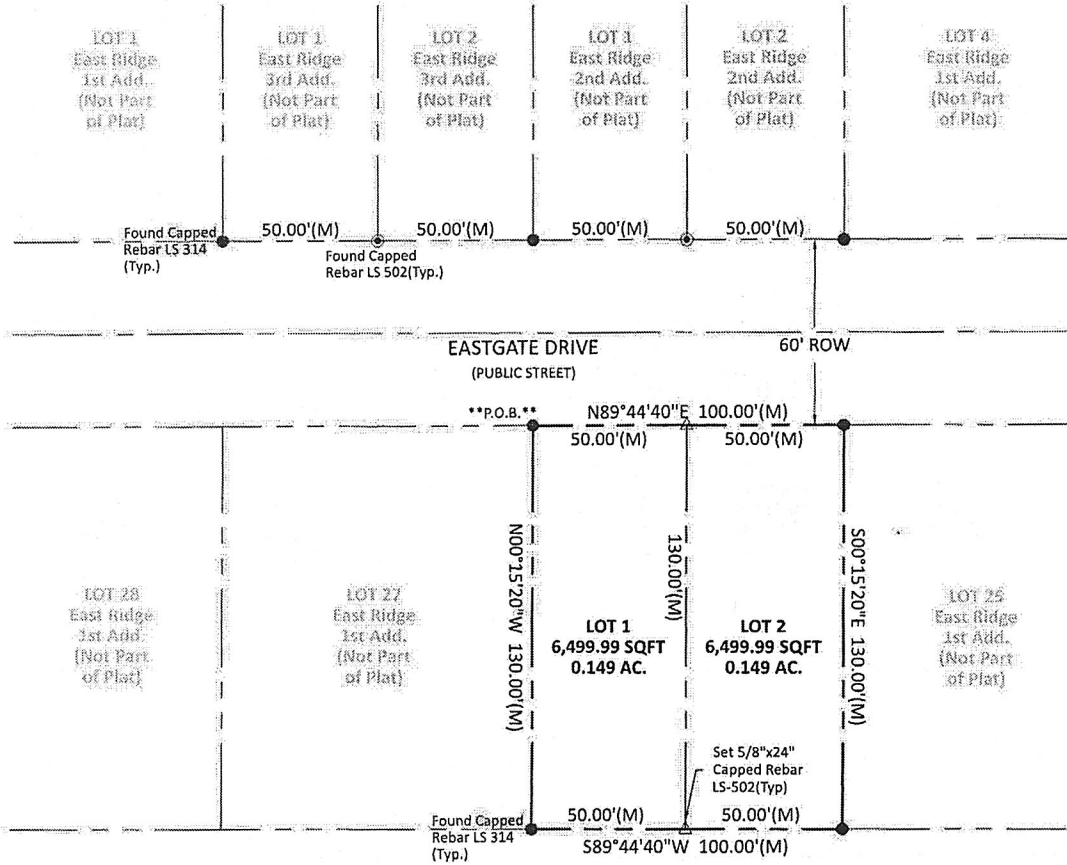 LOT 1
East Ridge
1st Add.
(Not Part
of Plat)
LOT 1
East Ridge
3rd Add.
(Not Part
of Plat)
LOT 2
East Ridge
3rd Add.
(Not Part
of Plat)
LOT 1
East Ridge
2nd Add.
(Not Part
of Plat)
LOT 2
East Ridge
2nd Add.
(Not Part
of Plat)
LOT 4
East Ridge
1st Add.
(Not Part
of Plat)
Found Capped
Rebar LS 314
(Typ.)
50.00'(M)
50.00'(M)
50.00'(M)
50.00'(M)
Found Capped
Rebar LS 502(Typ.)
EASTGATE DRIVE
(PUBLIC STREET)
60' ROW
**P.O.B.**
N89°44'40"E 100.00'(M)
50.00'(M)
50.00'(M)
N00°15'20"W 130.00'(M)
130.00'(M)
S00°15'20"E 130.00'(M)
LOT 28
East Ridge
1st Add.
(Not Part
of Plat)
LOT 27
East Ridge
1st Add.
(Not Part
of Plat)
LOT 1
6,499.99 SQFT
0.149 AC.
LOT 2
6,499.99 SQFT
0.149 AC.
LOT 25
East Ridge
1st Add.
(Not Part
of Plat)
Set 5/8"x24"
Capped Rebar
LS-502(Typ)
Found Capped
Rebar LS 314
(Typ.)
50.00'(M)
50.00'(M)
S89°44'40"W 100.00'(M)